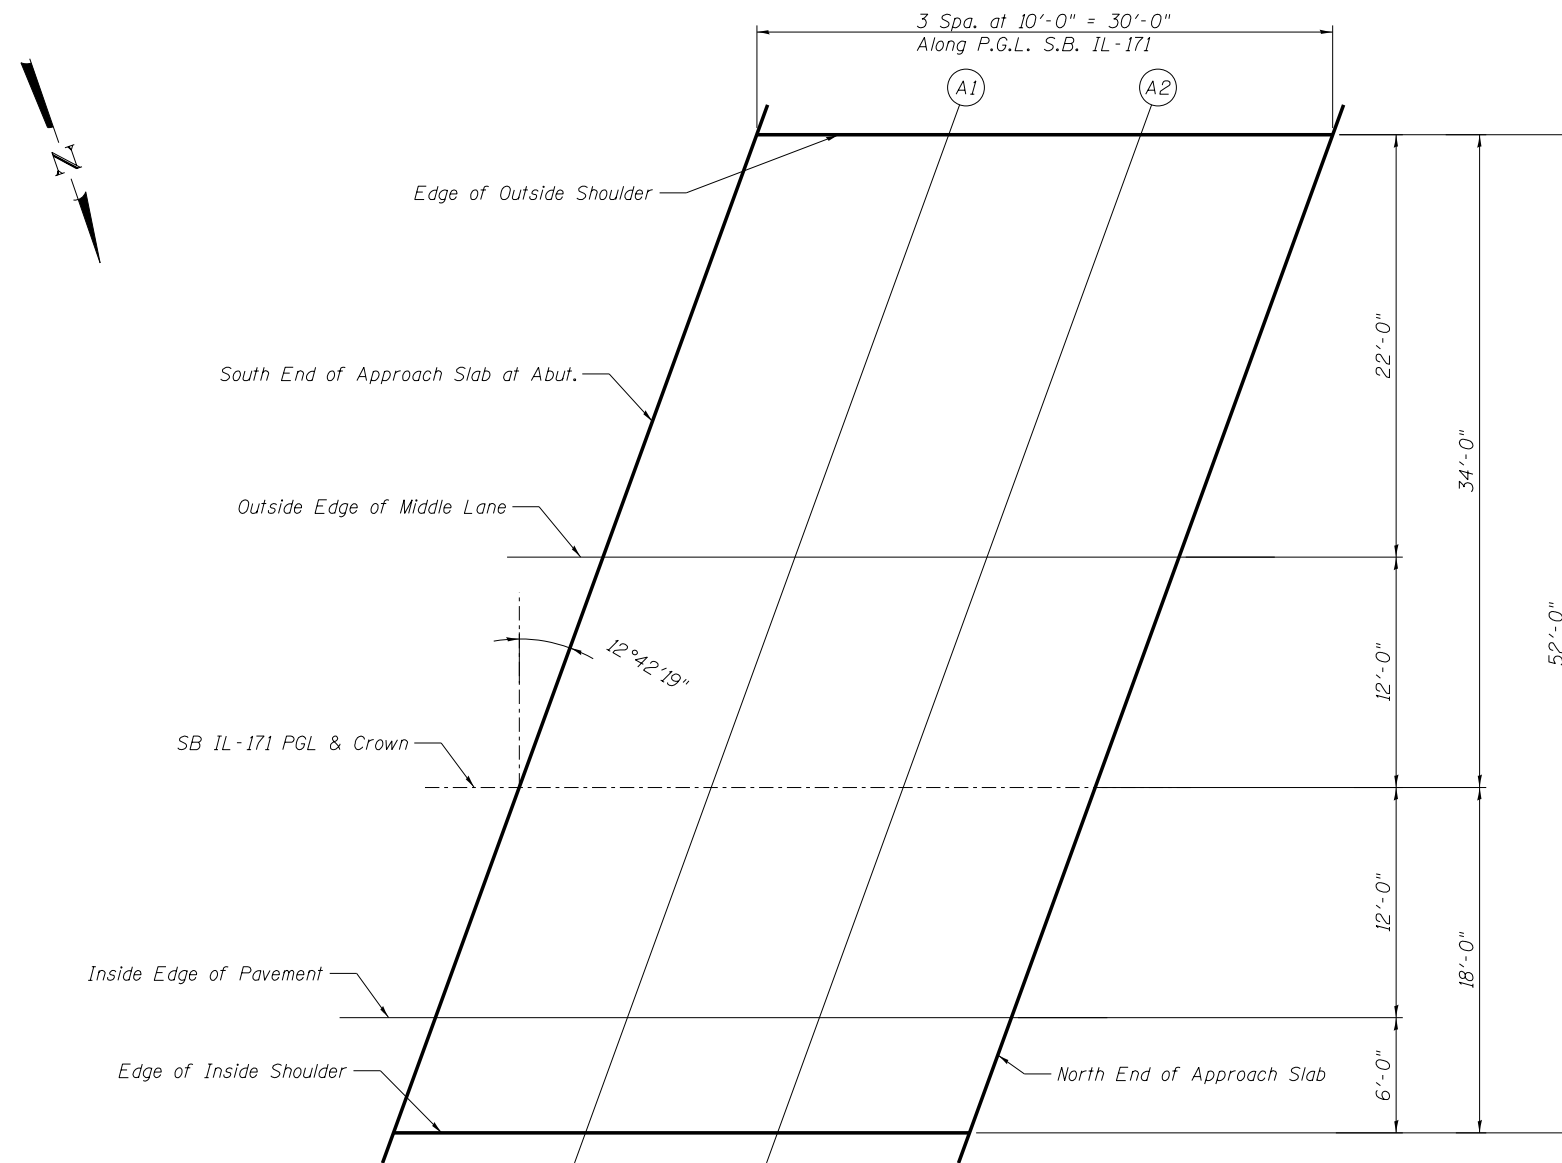 3 Spa. at 10'-0" = 30'-0"
Along P.G.L. S.B. IL-171
A1
A2
N
Edge of Outside Shoulder
22'-0"
South End of Approach Slab at Abut.
34'-0"
Outside Edge of Middle Lane
52'-0"
12°42'19"
12'-0"
SB IL-171 PGL & Crown
12'-0"
18'-0"
Inside Edge of Pavement
Edge of Inside Shoulder
North End of Approach Slab
6'-0"